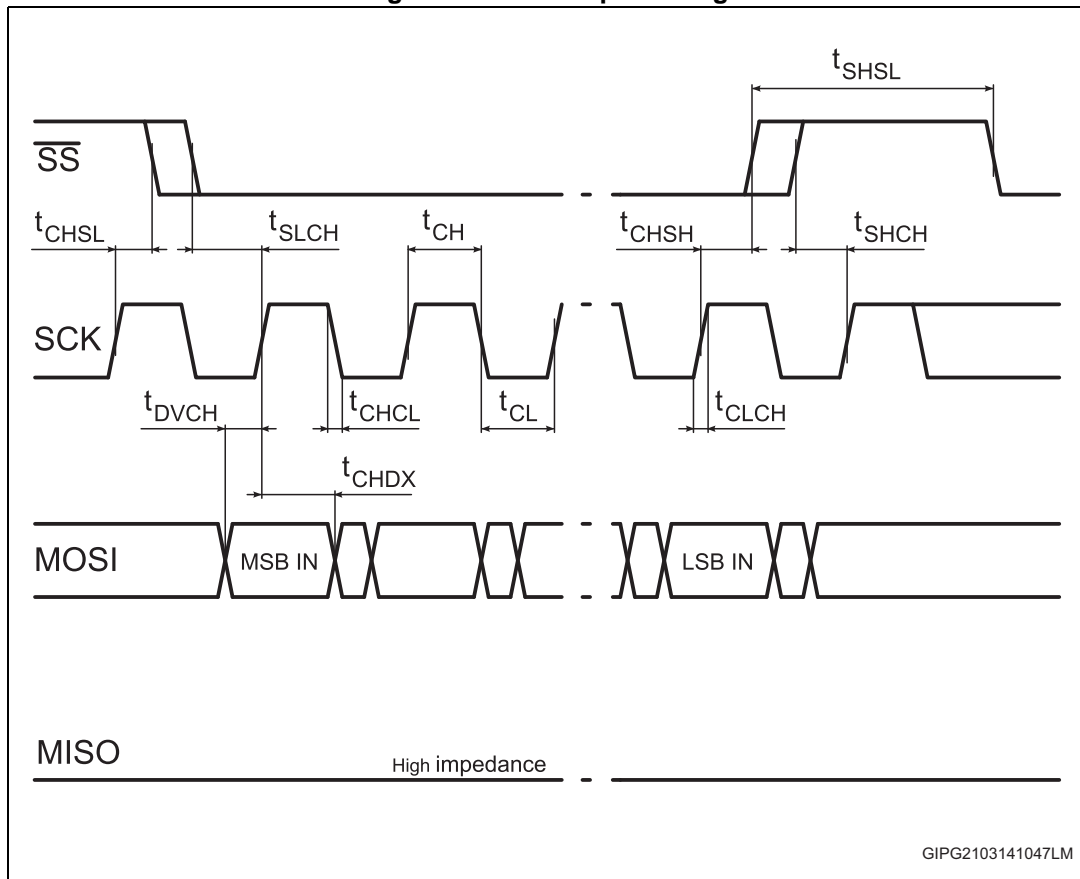 tSHSL
SS
tCHSL
tSLCH
tCH
tCHSH
tSHCH
SCK
tDVCH
tCHCL
tCL
tCLCH
tCHDX
MOSI
MSB IN
LSB IN
MISO
High impedance
GIPG2103141047LM